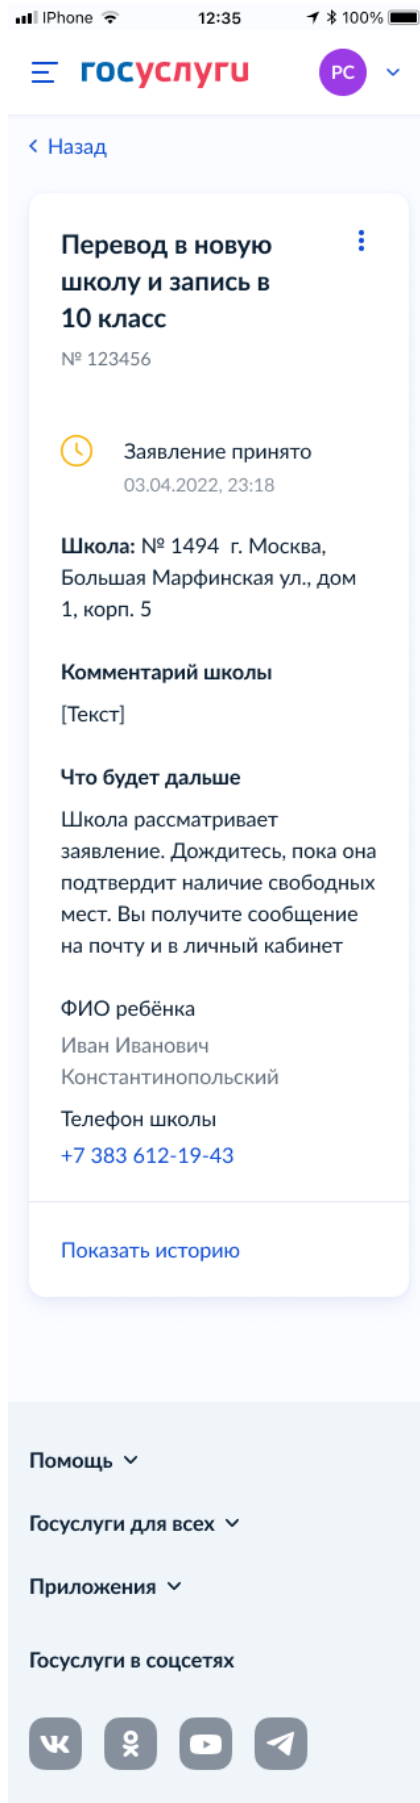 IPhone 12:35 100%
госуслуги РС
Назад
Перевод в новую
школу и запись в
10 класс
№ 123456
Заявление принято
03.04.2022, 23:18
Школа: № 1494 г. Москва,
Большая Марфинская ул., дом
1, корп. 5
Комментарий школы
[Текст]
Что будет дальше
Школа рассматривает
заявление. Дождитесь, пока она
подтвердит наличие свободных
мест. Вы получите сообщение
на почту и в личный кабинет
ФИО ребёнка
Иван Иванович
Константинопольский
Телефон школы
+7 383 612-19-43
Показать историю
Помощь
Госуслуги для всех
Приложения
Госуслуги в соцсетях